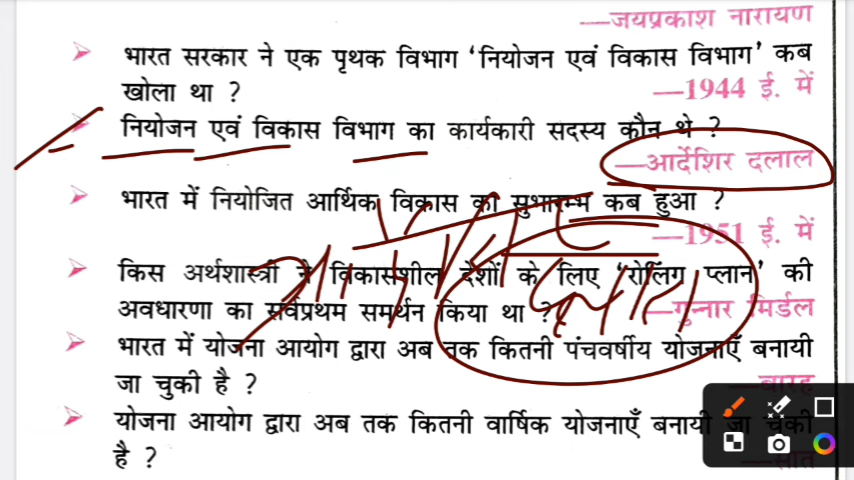 —जयप्रकाश नारायण
➤ भारत सरकार ने एक पृथक विभाग ‘नियोजन एवं विकास विभाग’ कब
खोला था ? —1944 ई. में
➤ नियोजन एवं विकास विभाग का कार्यकारी सदस्य कौन थे ?
—आर्देशिर दलाल
➤ भारत में नियोजित आर्थिक विकास का सुभारम्भ कब हुआ ?
—1951 ई. में
➤ किस अर्थशास्त्री ने विकासशील देशों के लिए ‘रोलिंग प्लान’ की
अवधारणा का सर्वप्रथम समर्थन किया था ? —गुन्नार मिर्डल
➤ भारत में योजना आयोग द्वारा अब तक कितनी पंचवर्षीय योजनाएँ बनायी
जा चुकी है ? —बारह
➤ योजना आयोग द्वारा अब तक कितनी वार्षिक योजनाएँ बनायी जा चुकी
है ? —सात